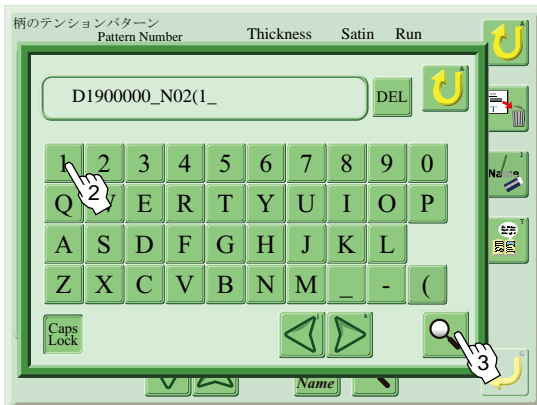 柄のテンションパターン
Pattern Number Thickness Satin Run
D1900000_N02(1_
DEL
1 2 3 4 5 6 7 8 9 0
2
Q W E R T Y U I O P
A S D F G H J K L
Z X C V B N M _ - (
Caps
Lock
3
Name